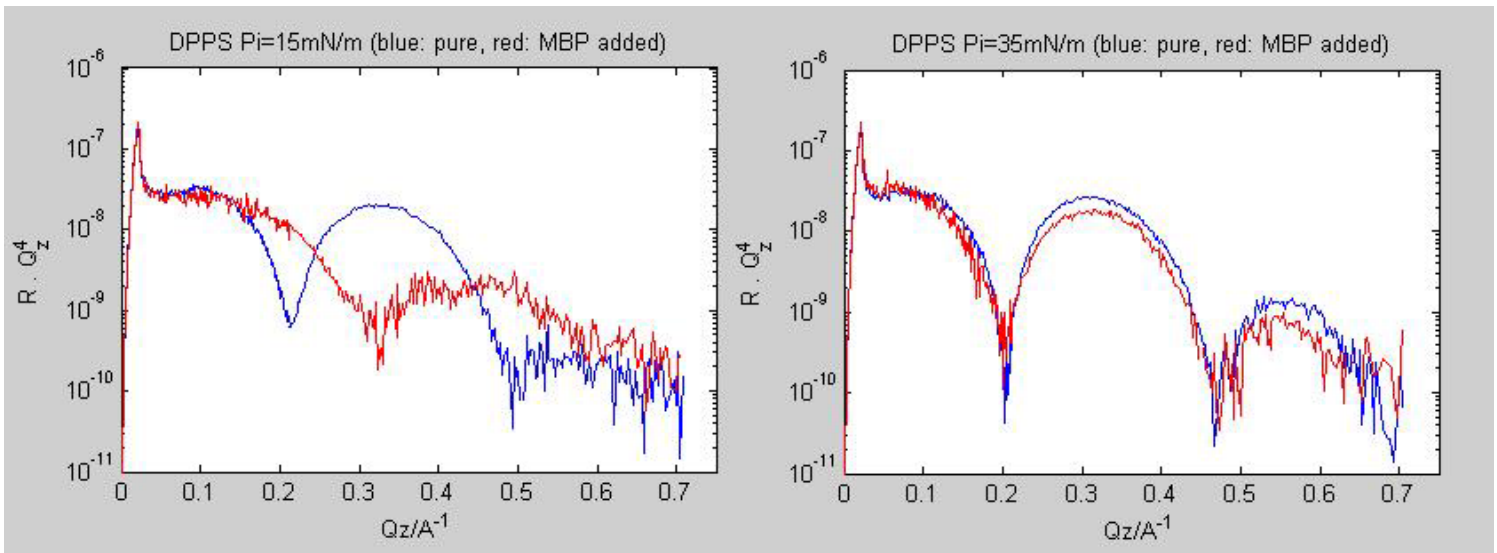 DPPS Pi=15mN/m (blue: pure, red: MBP added)
10^-6
10^-7
10^-8
10^-9
10^-10
10^-11
R . Q_z^4
0 0.1 0.2 0.3 0.4 0.5 0.6 0.7
Qz/A^-1
DPPS Pi=35mN/m (blue: pure, red: MBP added)
10^-6
10^-7
10^-8
10^-9
10^-10
10^-11
R . Q_z^4
0 0.1 0.2 0.3 0.4 0.5 0.6 0.7
Qz/A^-1